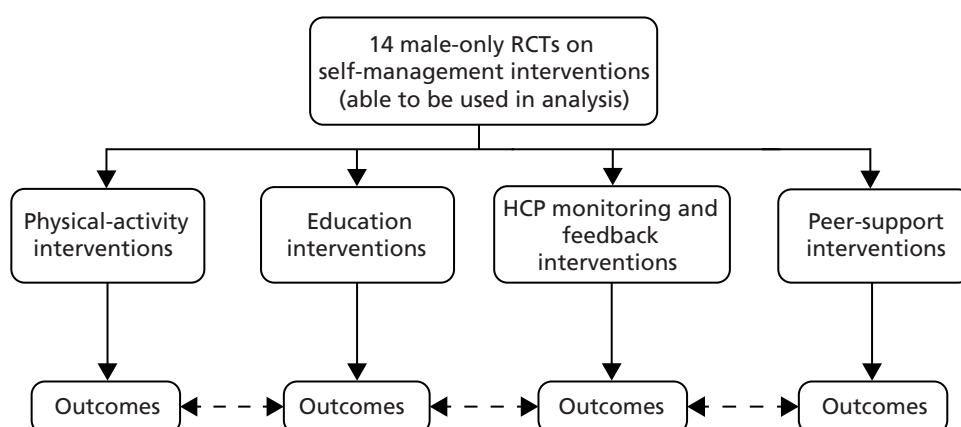 14 male-only RCTs on
self-management interventions
(able to be used in analysis)
Physical-activity
interventions
Education
interventions
HCP monitoring and
feedback
interventions
Peer-support
interventions
Outcomes
Outcomes
Outcomes
Outcomes